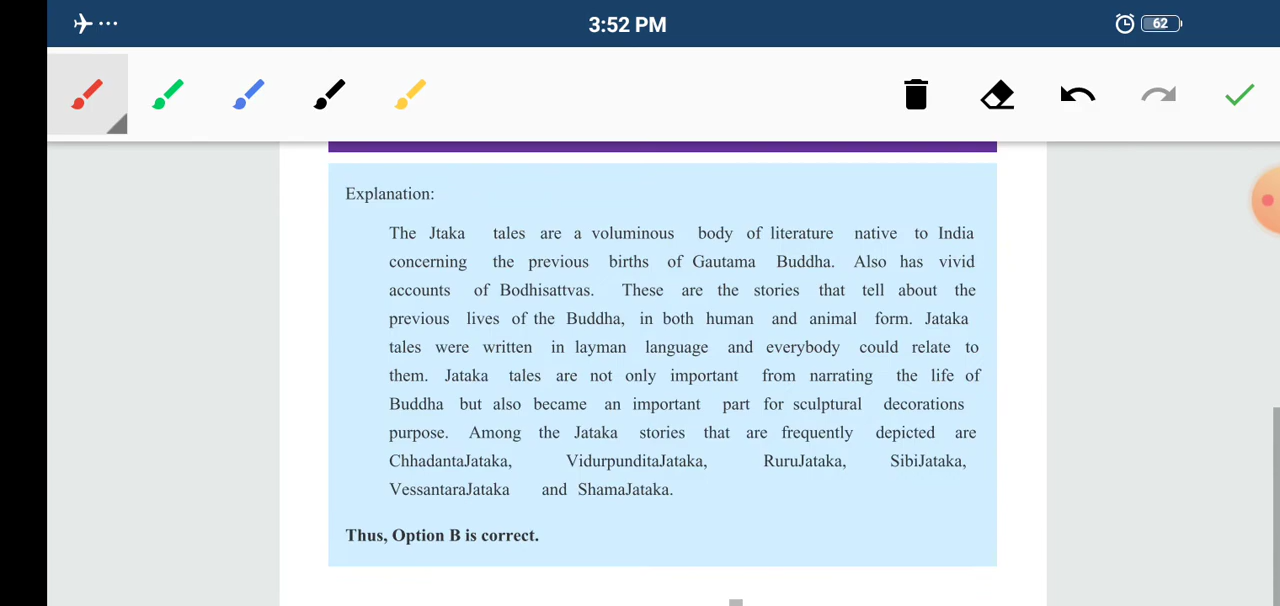 3:52 PM
62
Explanation:
The Jtaka tales are a voluminous body of literature native to India
concerning the previous births of Gautama Buddha. Also has vivid
accounts of Bodhisattvas. These are the stories that tell about the
previous lives of the Buddha, in both human and animal form. Jataka
tales were written in layman language and everybody could relate to
them. Jataka tales are not only important from narrating the life of
Buddha but also became an important part for sculptural decorations
purpose. Among the Jataka stories that are frequently depicted are
ChhadantaJataka, VidurpunditaJataka, RuruJataka, SibiJataka,
VessantaraJataka and ShamaJataka.
Thus, Option B is correct.